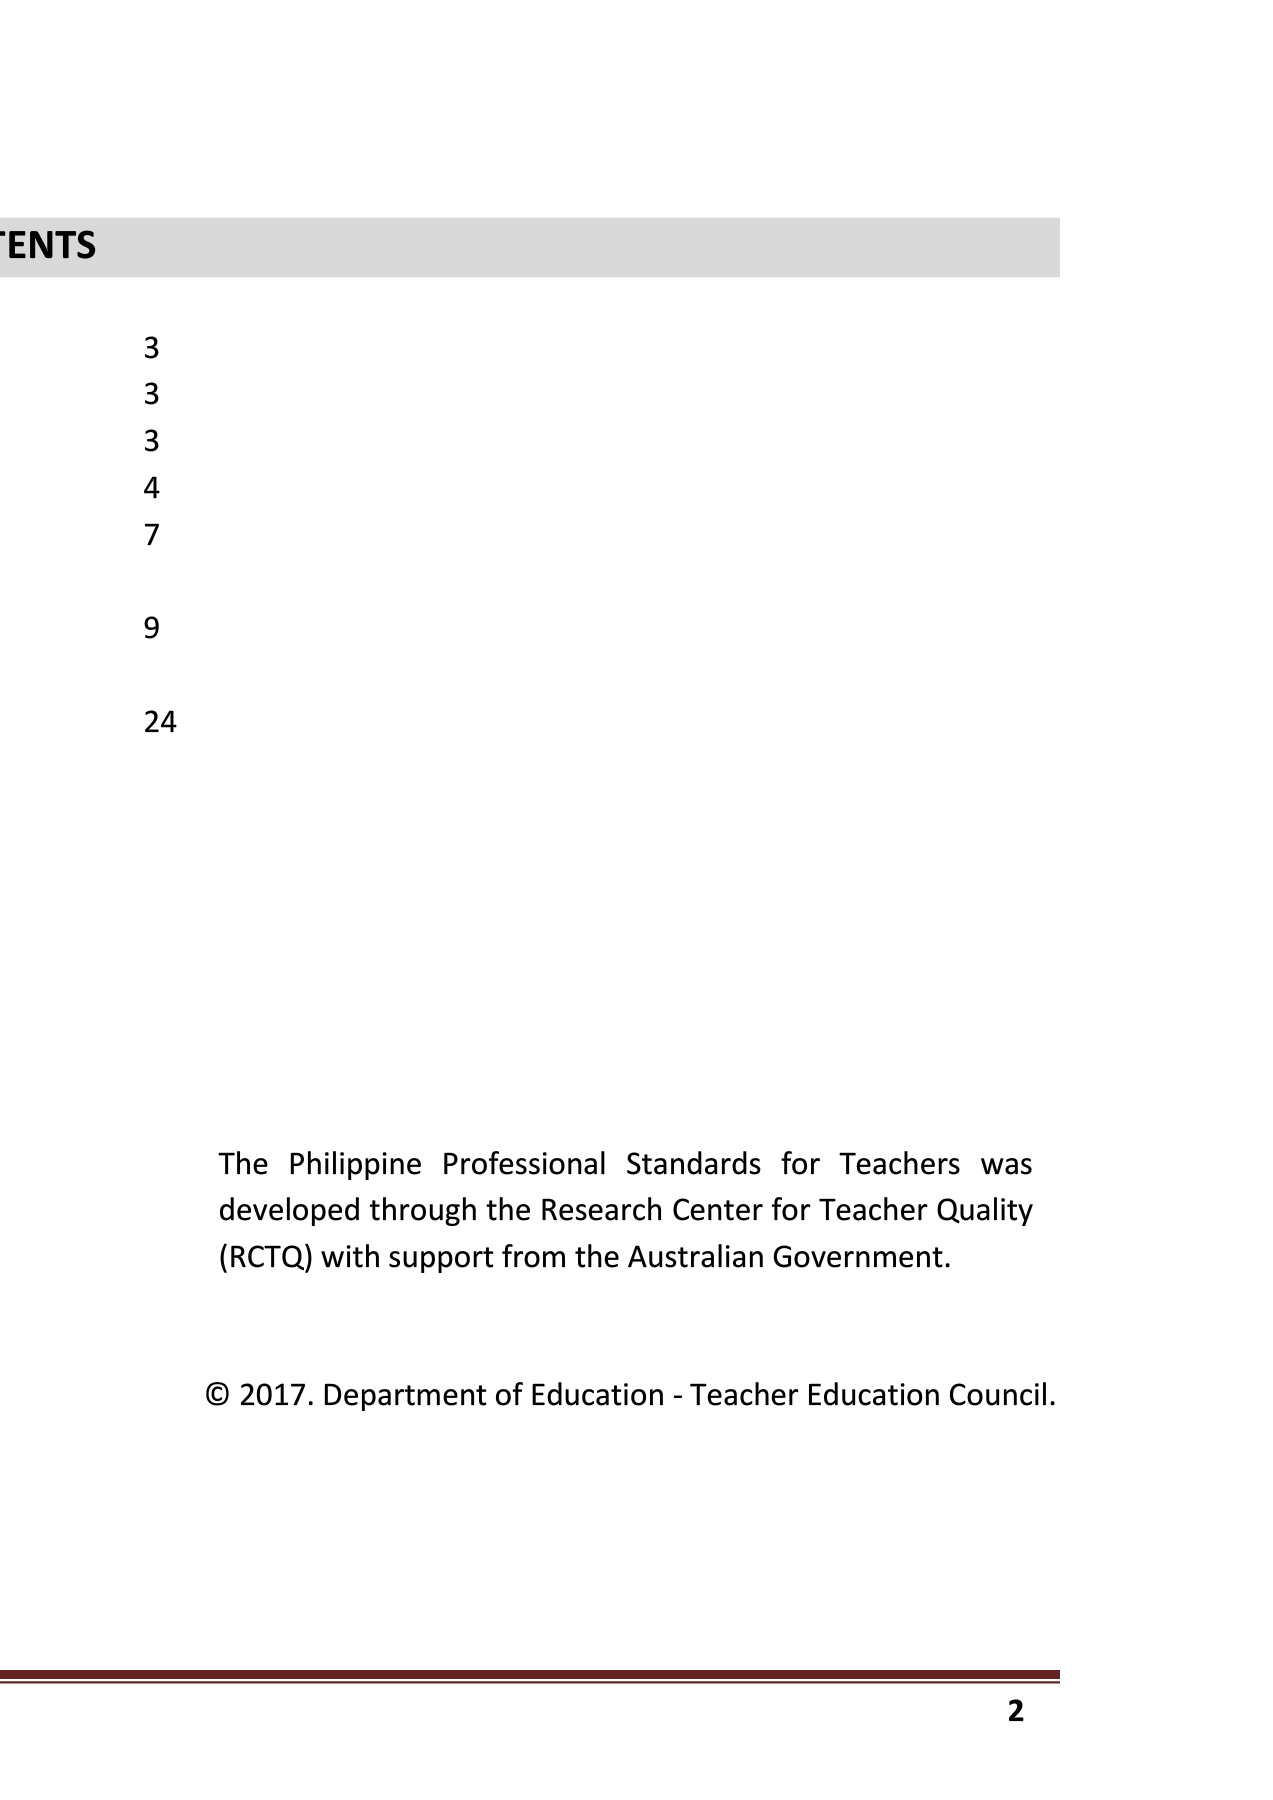 TENTS
3
3
3
4
7
9
24
The Philippine Professional Standards for Teachers was
developed through the Research Center for Teacher Quality
(RCTQ) with support from the Australian Government.
© 2017. Department of Education - Teacher Education Council.
2